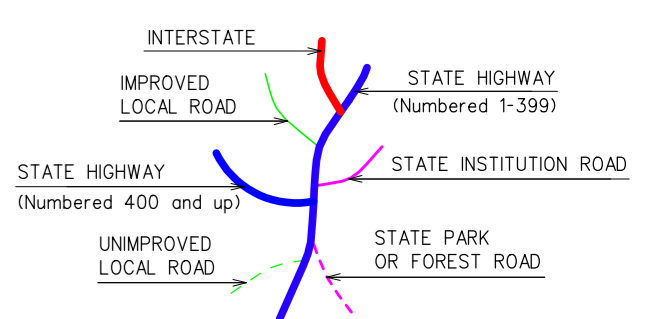 INTERSTATE
IMPROVED
LOCAL ROAD
STATE HIGHWAY
(Numbered 1-399)
STATE HIGHWAY
(Numbered 400 and up)
STATE INSTITUTION ROAD
UNIMPROVED
LOCAL ROAD
STATE PARK
OR FOREST ROAD